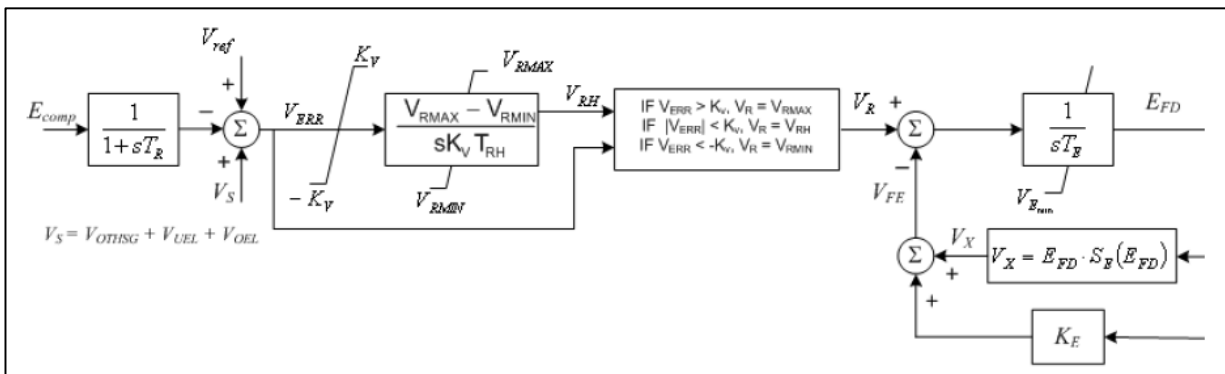 V_ref
K_V
V_RMAX
E_comp
1
1+sT_R
+
−
Σ
+
V_S
V_ERR
− K_V
V_RMAX − V_RMIN
sK_V T_RH
V_RMIN
V_RH
IF V_ERR > K_v, V_R = V_RMAX
IF |V_ERR| < K_v, V_R = V_RH
IF V_ERR < -K_v, V_R = V_RMIN
V_R
+
Σ
−
V_FE
1
sT_E
V_Emin
E_FD
V_S = V_OTHSG + V_UEL + V_OEL
Σ
V_X
+
V_X = E_FD · S_E(E_FD)
+
K_E